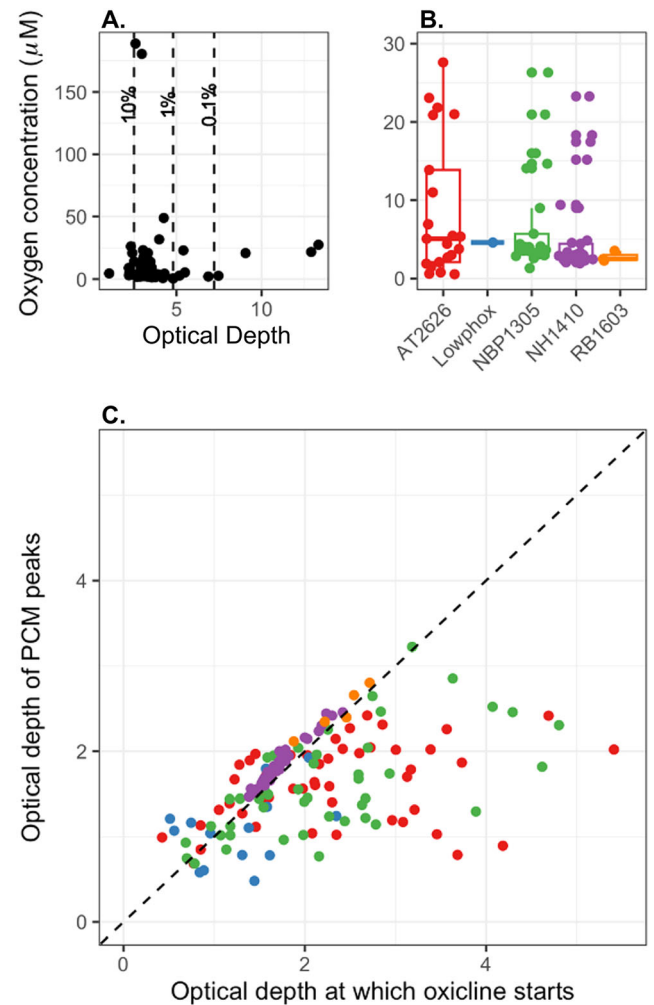 A.
Oxygen concentration (μM)
150
100
50
0
10%
1%
0.1%
5
10
Optical Depth
B.
30
20
10
0
AT2626
Lowphox
NBP1305
NH1410
RB1603
C.
Optical depth of PCM peaks
4
2
0
0
2
4
Optical depth at which oxicline starts